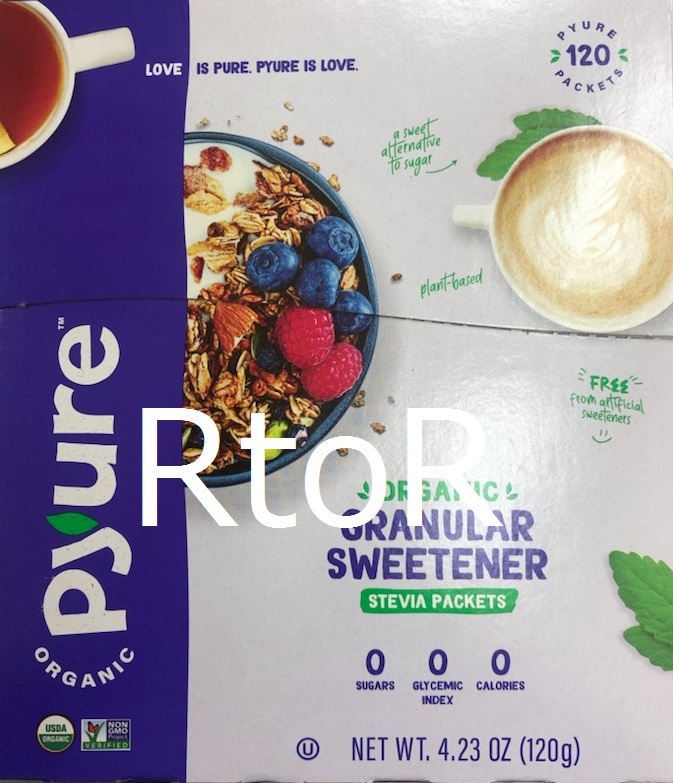 LOVE IS PURE. PYURE IS LOVE.
PYURE
120
PACKETS
a sweet
alternative
to sugar
plant-based
FREE
from artificial
sweeteners
pyure™
ORGANIC
RtoR
ORGANIC
GRANULAR
SWEETENER
STEVIA PACKETS
0 0 0
SUGARS GLYCEMIC CALORIES
INDEX
USDA
ORGANIC
NON
GMO
Project
VERIFIED
U NET WT. 4.23 OZ (120g)